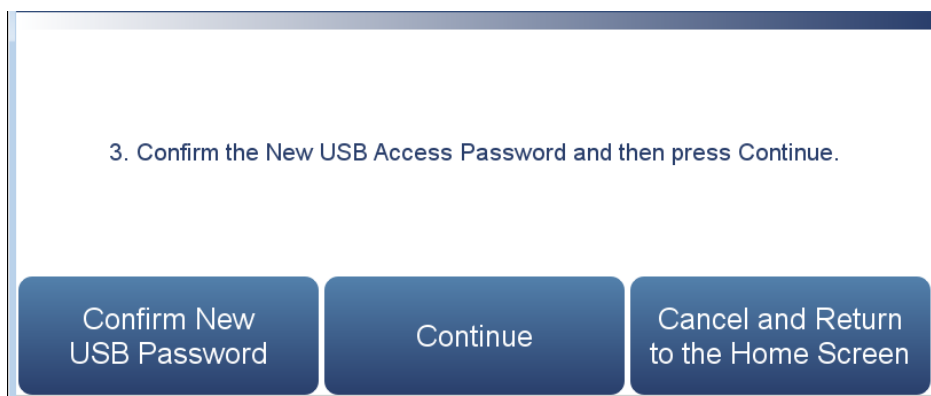 3. Confirm the New USB Access Password and then press Continue.
Confirm New
USB Password
Continue
Cancel and Return
to the Home Screen